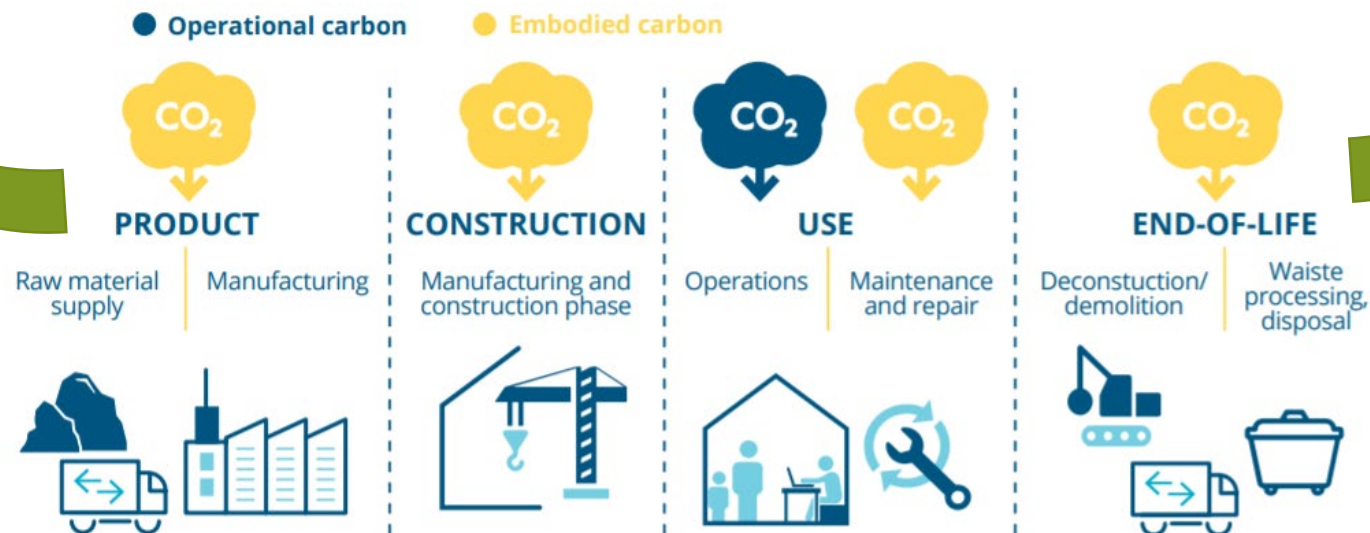 Operational carbon
Embodied carbon
CO₂
CO₂
CO₂
CO₂
CO₂
PRODUCT
CONSTRUCTION
USE
END-OF-LIFE
Raw material
supply
Manufacturing
Manufacturing and
construction phase
Operations
Maintenance
and repair
Deconstuction/
demolition
Waiste
processing,
disposal